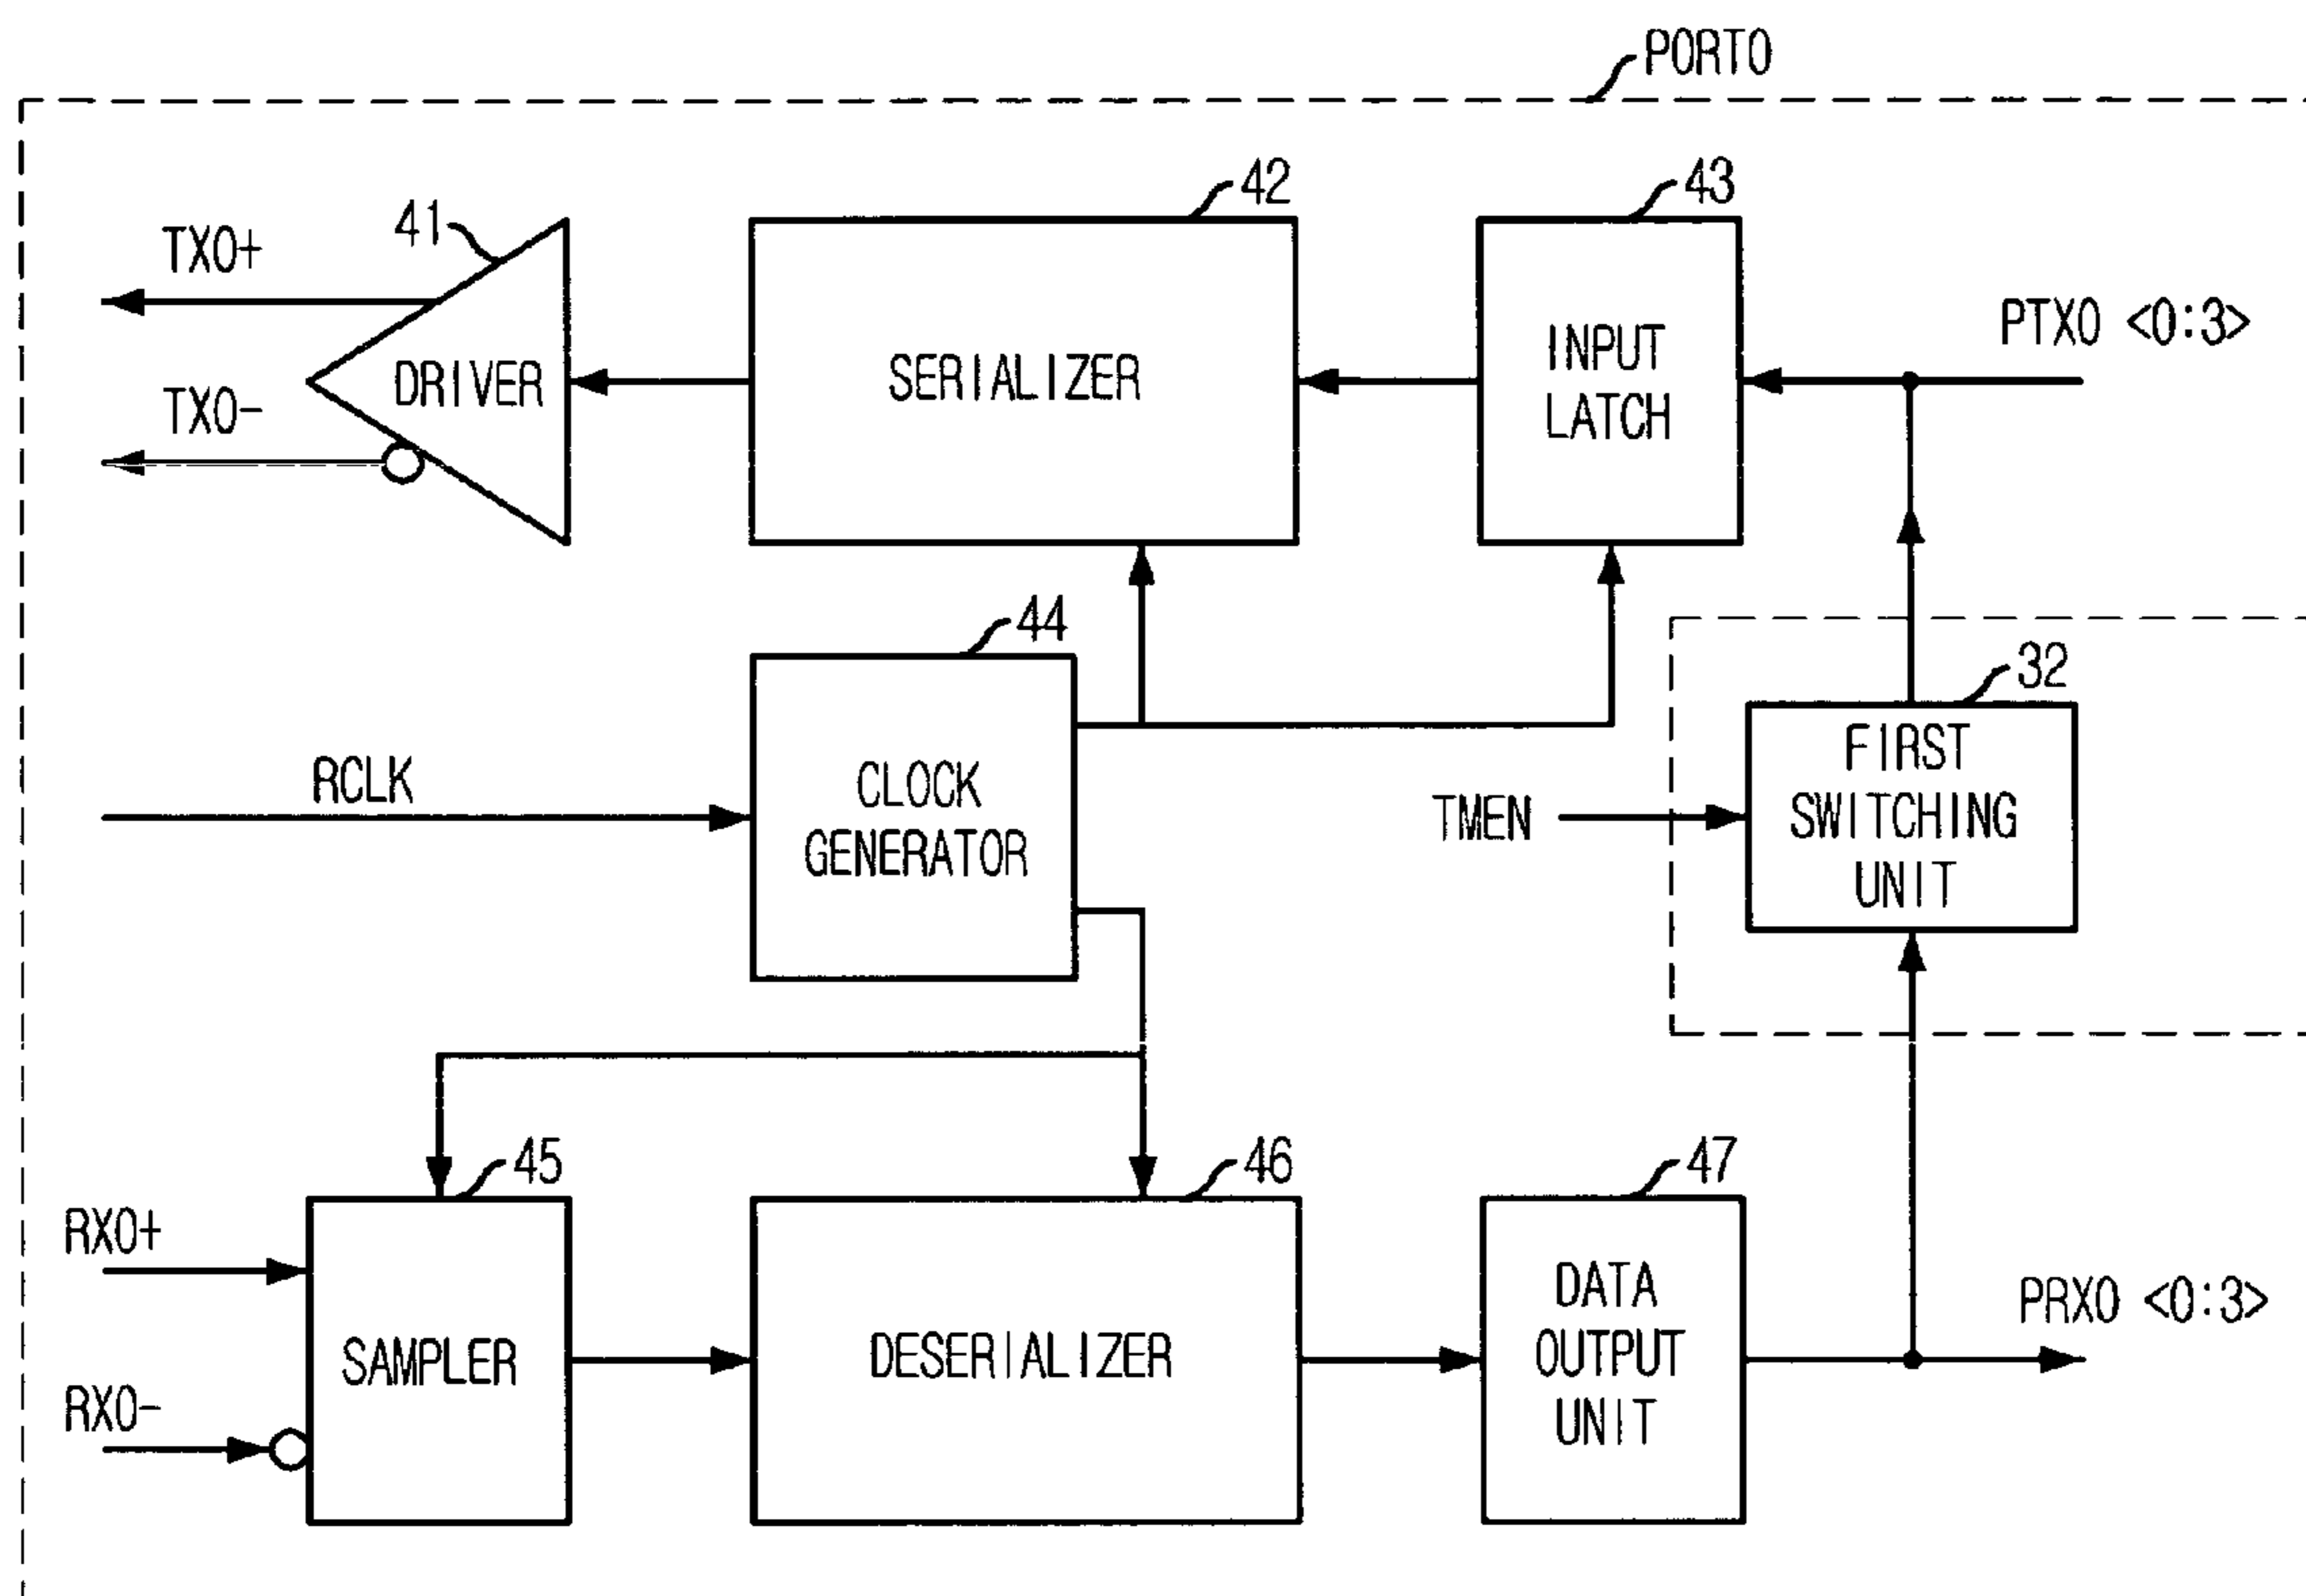 PORT0
42
43
41
TX0+
PTX0 <0:3>
INPUT
LATCH
SERIALIZER
DRIVER
TX0-
44
32
FIRST
SWITCHING
UNIT
RCLK
CLOCK
GENERATOR
TMEN
45
46
47
RX0+
DATA
OUTPUT
UNIT
PRX0 <0:3>
SAMPLER
DESERIALIZER
RX0-